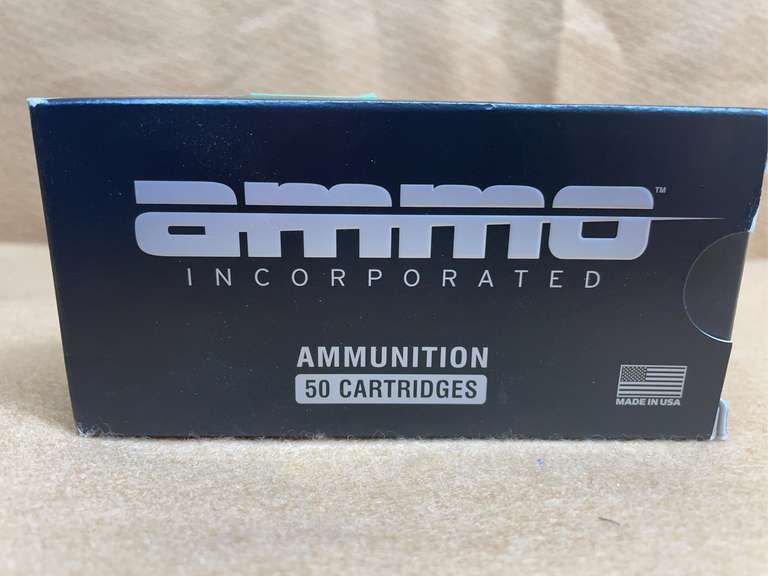 ammo™
INCORPORATED
AMMUNITION
50 CARTRIDGES
MADE IN USA